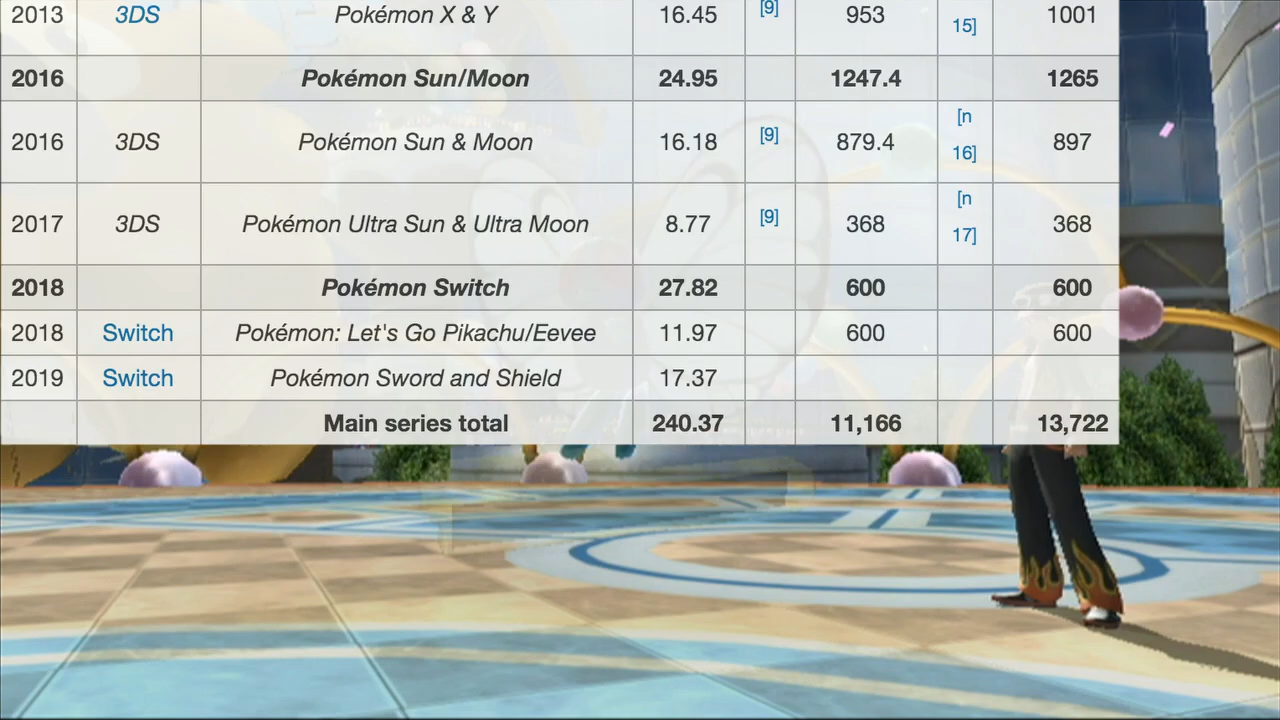 2013 3DS Pokémon X & Y 16.45 [9] 953 15] 1001
2016 Pokémon Sun/Moon 24.95 1247.4 1265
2016 3DS Pokémon Sun & Moon 16.18 [9] 879.4 [n 16] 897
2017 3DS Pokémon Ultra Sun & Ultra Moon 8.77 [9] 368 [n 17] 368
2018 Pokémon Switch 27.82 600 600
2018 Switch Pokémon: Let's Go Pikachu/Eevee 11.97 600 600
2019 Switch Pokémon Sword and Shield 17.37
Main series total 240.37 11,166 13,722